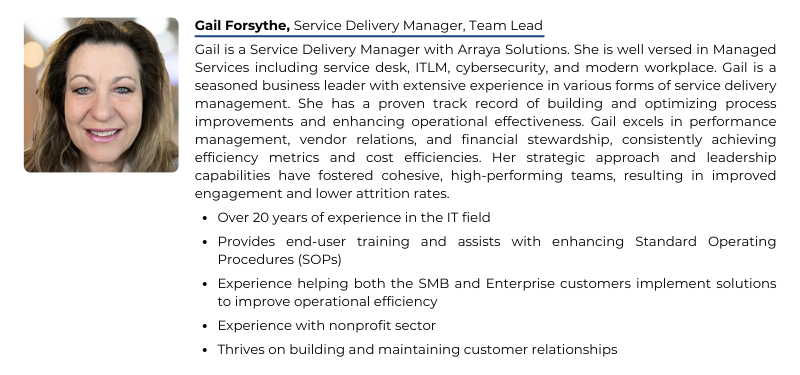 Gail Forsythe, Service Delivery Manager, Team Lead
Gail is a Service Delivery Manager with Arraya Solutions. She is well versed in Managed
Services including service desk, ITLM, cybersecurity, and modern workplace. Gail is a
seasoned business leader with extensive experience in various forms of service delivery
management. She has a proven track record of building and optimizing process
improvements and enhancing operational effectiveness. Gail excels in performance
management, vendor relations, and financial stewardship, consistently achieving
efficiency metrics and cost efficiencies. Her strategic approach and leadership
capabilities have fostered cohesive, high-performing teams, resulting in improved
engagement and lower attrition rates.
• Over 20 years of experience in the IT field
• Provides end-user training and assists with enhancing Standard Operating
Procedures (SOPs)
• Experience helping both the SMB and Enterprise customers implement solutions
to improve operational efficiency
• Experience with nonprofit sector
• Thrives on building and maintaining customer relationships